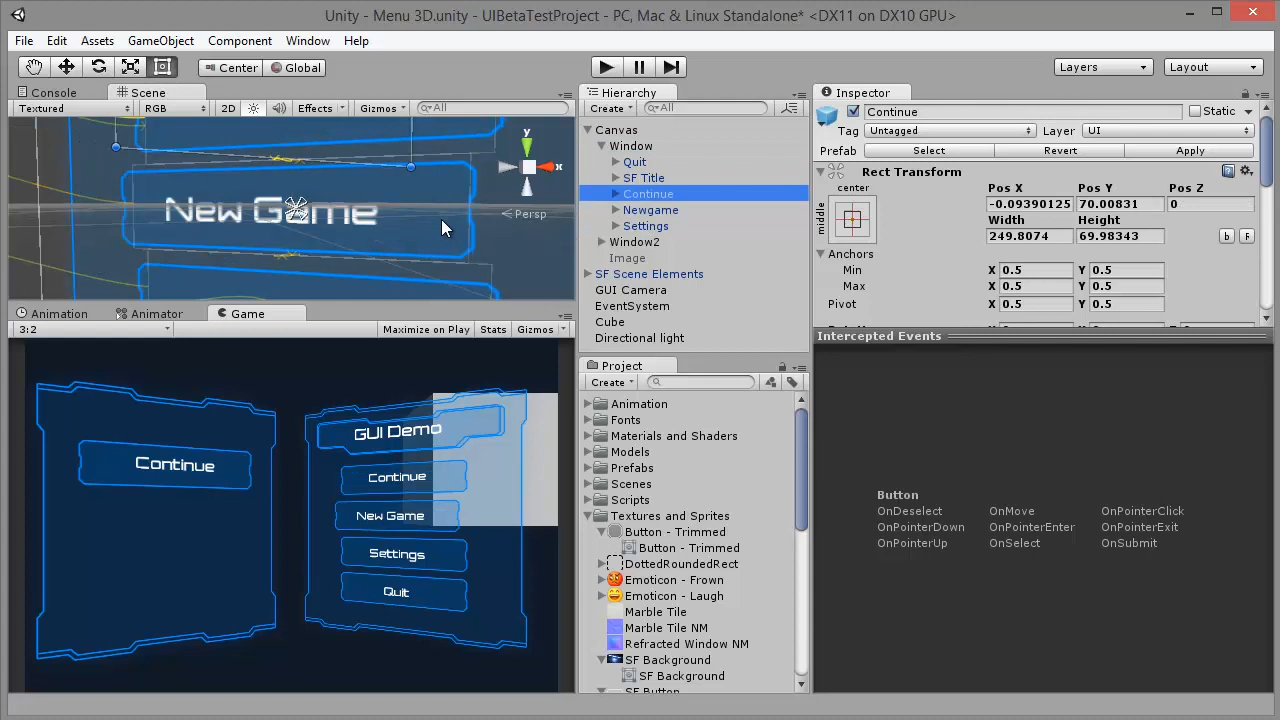 Unity - Menu 3D.unity - UIBetaTestProject - PC, Mac & Linux Standalone* <DX11 on DX10 GPU>
File Edit Assets GameObject Component Window Help
Center Global Layers Layout
Console Scene
Textured RGB 2D Effects Gizmos All
y
x
Persp
New Game
Animation Animator Game
3:2 Maximize on Play Stats Gizmos
Continue
GUI Demo
Continue
New Game
Settings
Quit
Hierarchy
Create All
Canvas
Window
Quit
SF Title
Continue
Newgame
Settings
Window2
Image
SF Scene Elements
GUI Camera
EventSystem
Cube
Directional light
Project
Create
Animation
Fonts
Materials and Shaders
Models
Prefabs
Scenes
Scripts
Textures and Sprites
Button - Trimmed
Button - Trimmed
DottedRoundedRect
Emoticon - Frown
Emoticon - Laugh
Marble Tile
Marble Tile NM
Refracted Window NM
SF Background
SF Background
SF Button
Inspector
Continue Static
Tag Untagged Layer UI
Prefab Select Revert Apply
Rect Transform
center Pos X Pos Y Pos Z
middle -0.09390125 70.00831 0
Width Height
249.8074 69.98343 b R
Anchors
Min X 0.5 Y 0.5
Max X 0.5 Y 0.5
Pivot X 0.5 Y 0.5
Intercepted Events
Button
OnDeselect OnMove OnPointerClick
OnPointerDown OnPointerEnter OnPointerExit
OnPointerUp OnSelect OnSubmit